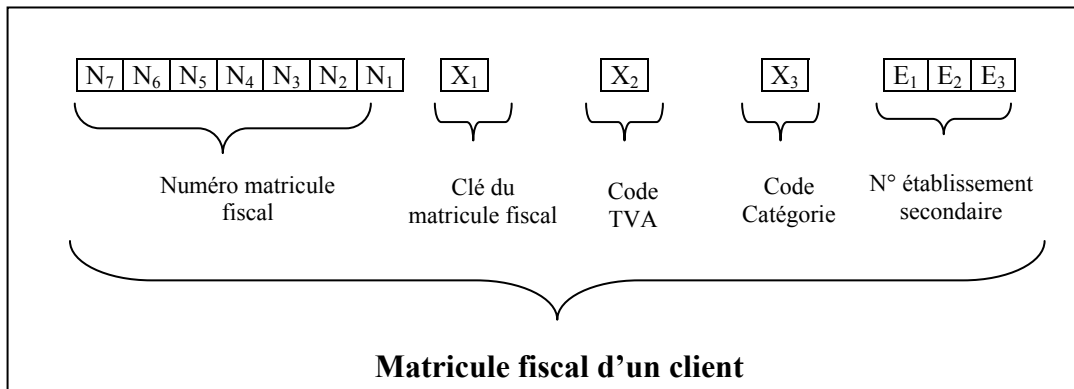 N₇ N₆ N₅ N₄ N₃ N₂ N₁ X₁ X₂ X₃ E₁ E₂ E₃
Numéro matricule
fiscal
Clé du
matricule fiscal
Code
TVA
Code
Catégorie
N° établissement
secondaire
Matricule fiscal d'un client